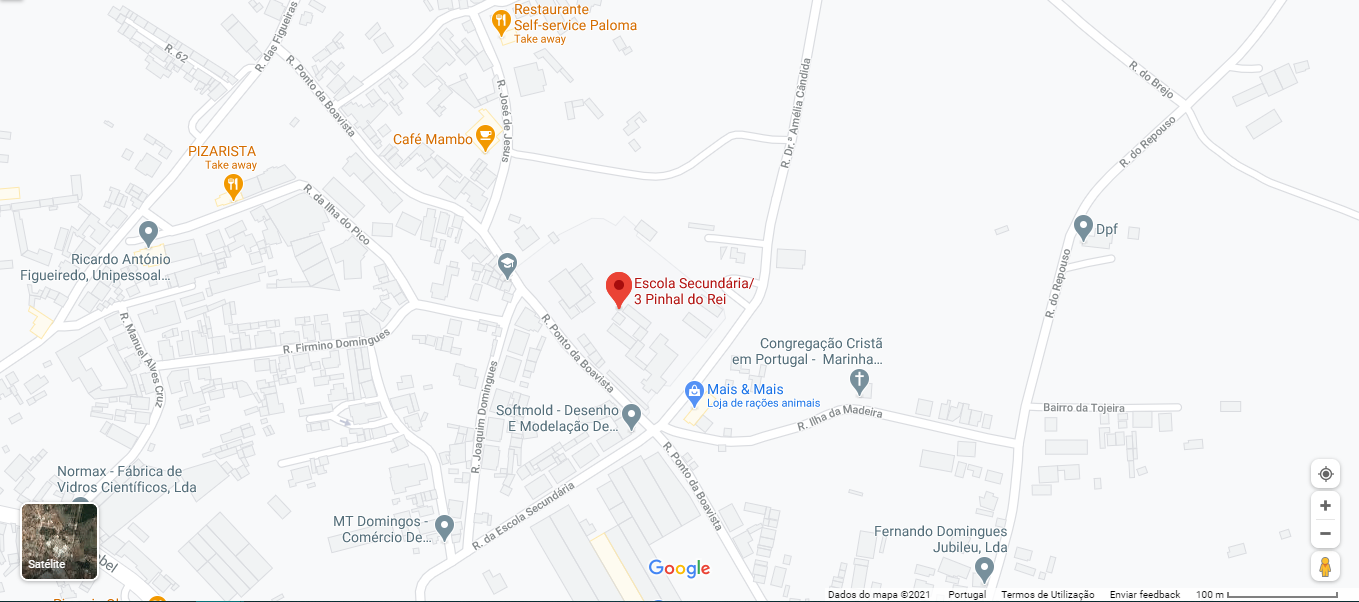 Restaurante
Self-service Paloma
Take away
R. das Figueiras
R. 62
R. Ponto da Boavista
R. José de Jesus
R. Dr.ª Amélia Cândida
R. do Brejo
R. do Repouso
Café Mambo
PIZARISTA
Take away
R. da Ilha do Pico
Dpf
Ricardo António
Figueiredo, Unipessoal...
R. do Repouso
Escola Secundária/
3 Pinhal do Rei
R. Manuel Alves Cruz
R. Firmino Domingues
R. Ponto da Boavista
Congregação Cristã
em Portugal - Marinha...
R. Joaquim Domingues
Mais & Mais
Loja de rações animais
Softmold - Desenho
E Modelação De...
R. Ilha da Madeira
Bairro da Tojeira
Normax - Fábrica de
Vidros Científicos, Lda
R. Ponto da Boavista
R. da Escola Secundária
MT Domingos -
Comércio De...
Fernando Domingues
Jubileu, Lda
Satélite
Google
Dados do mapa ©2021 Portugal Termos de Utilização Enviar feedback 100 m